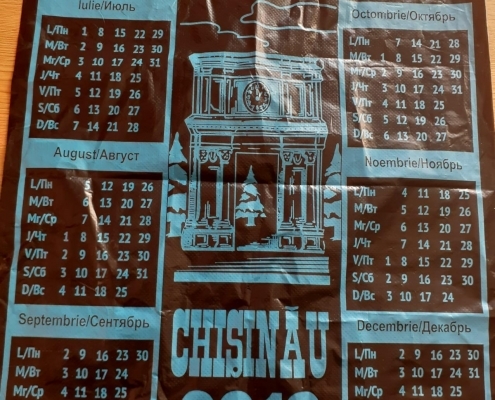 Iulie/Июль
L/Пн 1 8 15 22 29
M/Вт 2 9 16 23 30
Mr/Ср 3 10 17 24 31
J/Чт 4 11 18 25
V/Пт 5 12 19 26
S/Сб 6 13 20 27
D/Вс 7 14 21 28
August/Август
L/Пн 5 12 19 26
M/Вт 6 13 20 27
Mr/Ср 7 14 21 28
J/Чт 1 8 15 22 29
V/Пт 2 9 16 23 30
S/Сб 3 10 17 24 31
D/Вс 4 11 18 25
Septembrie/Сентябрь
L/Пн 2 9 16 23 30
M/Вт 3 10 17 24
Mr/Ср 4 11 18 25
CHIȘINĂU
Octombrie/Октябрь
L/Пн 7 14 21 28
M/Вт 1 8 15 22 29
Mr/Ср 2 9 16 23 30
J/Чт 3 10 17 24 31
V/Пт 4 11 18 25
S/Сб 5 12 19 26
D/Вс 6 13 20 27
Noembrie/Ноябрь
L/Пн 4 11 18 25
M/Вт 5 12 19 26
Mr/Ср 6 13 20 27
J/Чт 7 14 21 28
V/Пт 1 8 15 22 29
S/Сб 2 9 16 23 30
D/Вс 3 10 17 24
Decembrie/Декабрь
L/Пн 2 9 16 23 30
M/Вт 3 10 17 24 31
Mr/Ср 4 11 18 25